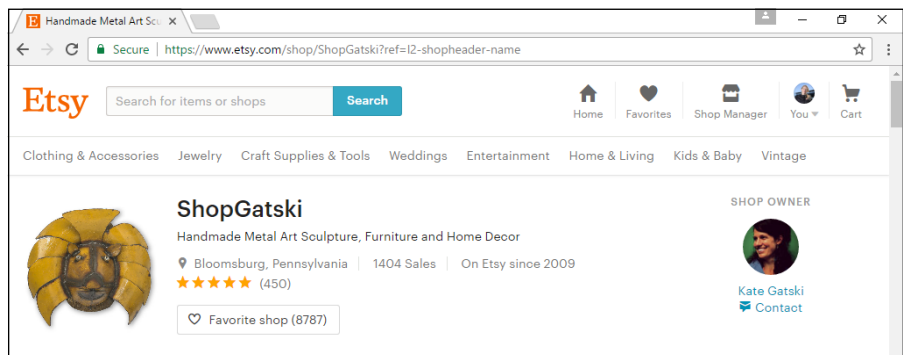 Handmade Metal Art Scu
Secure | https://www.etsy.com/shop/ShopGatski?ref=l2-shopheader-name
Etsy
Search for items or shops
Search
Home
Favorites
Shop Manager
You
Cart
Clothing & Accessories Jewelry Craft Supplies & Tools Weddings Entertainment Home & Living Kids & Baby Vintage
ShopGatski
Handmade Metal Art Sculpture, Furniture and Home Decor
Bloomsburg, Pennsylvania | 1404 Sales | On Etsy since 2009
(450)
Favorite shop (8787)
SHOP OWNER
Kate Gatski
Contact